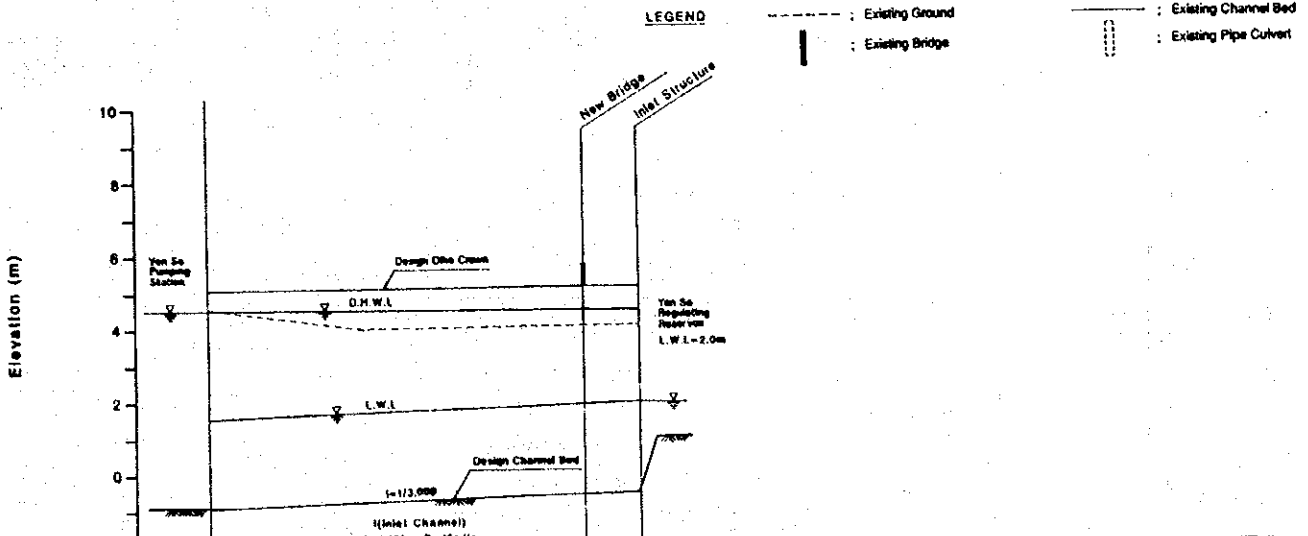 LEGEND
; Existing Ground
; Existing Channel Bed
; Existing Bridge
; Existing Pipe Culvert
New Bridge
Inlet Structure
10
8
6
4
2
0
Elevation (m)
Yen So
Pumping
Station
Design Dike Crown
D.H.W.L
Yen So
Regulating
Reservoir
L.W.L=2.0m
L.W.L
Design Channel Bed
i=1/3,000
1(Inlet Channel)